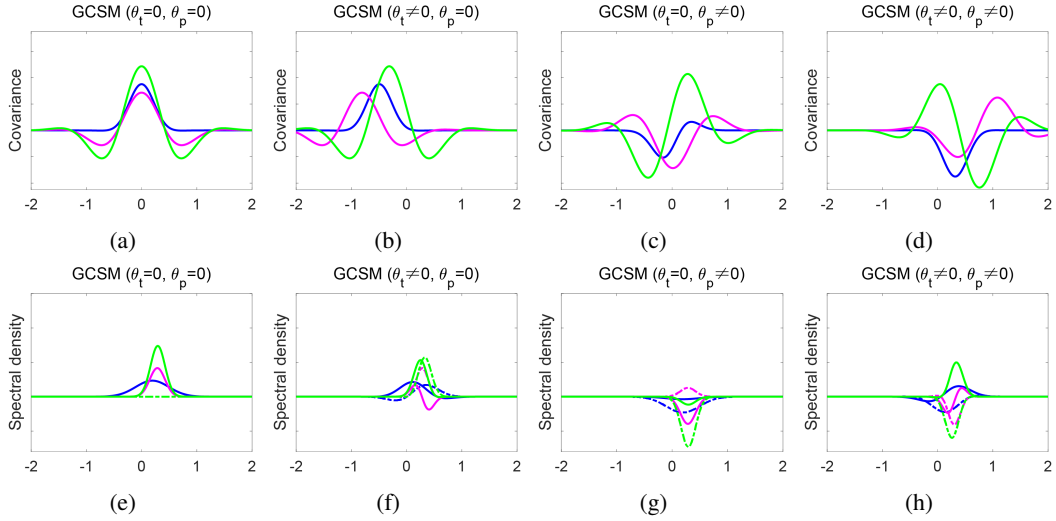 GCSM (θt=0, θp=0)
Covariance
-2 -1 0 1 2
(a)
GCSM (θt≠0, θp=0)
Covariance
-2 -1 0 1 2
(b)
GCSM (θt=0, θp≠0)
Covariance
-2 -1 0 1 2
(c)
GCSM (θt≠0, θp≠0)
Covariance
-2 -1 0 1 2
(d)
GCSM (θt=0, θp=0)
Spectral density
-2 -1 0 1 2
(e)
GCSM (θt≠0, θp=0)
Spectral density
-2 -1 0 1 2
(f)
GCSM (θt=0, θp≠0)
Spectral density
-2 -1 0 1 2
(g)
GCSM (θt≠0, θp≠0)
Spectral density
-2 -1 0 1 2
(h)